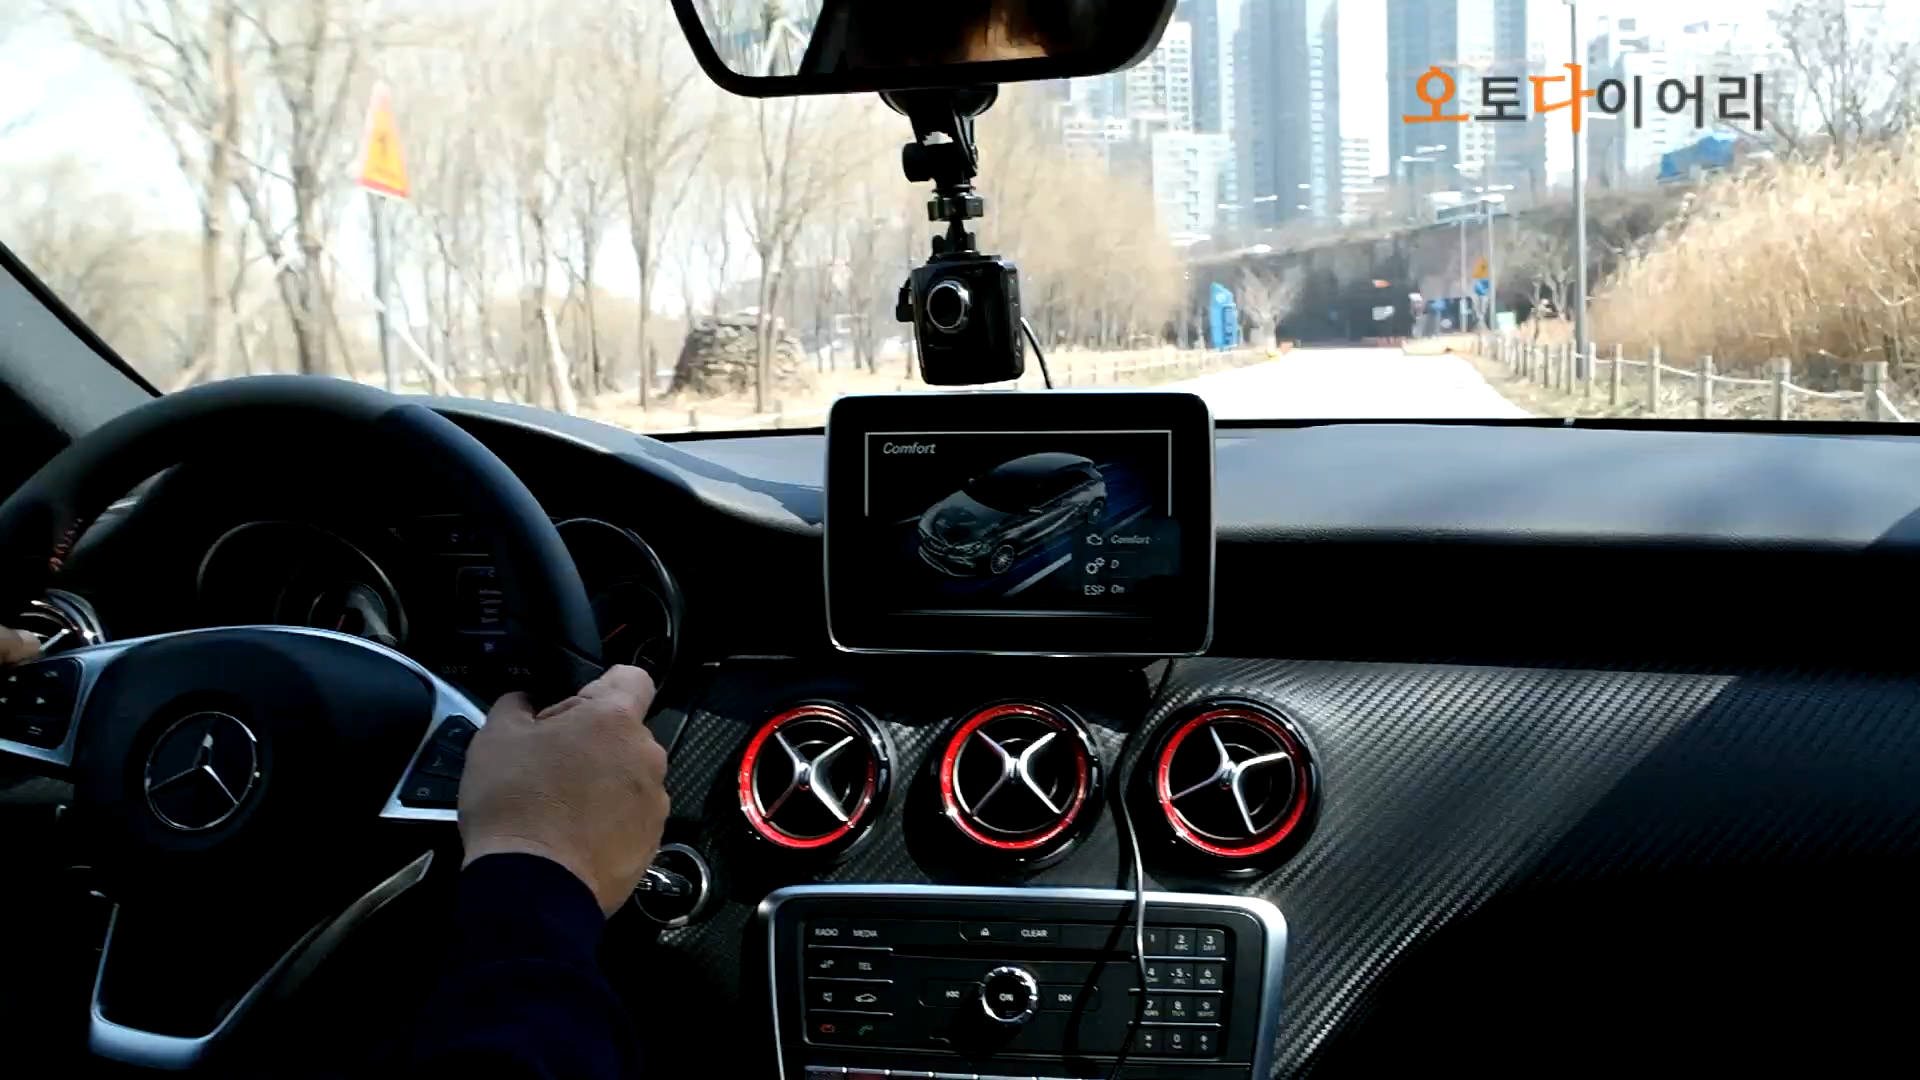 오토다이어리
Comfort
Comfort
D
ESP On
RADIO MEDIA
CLEAR
TEL
ON
1 2 3
4 5 6
7 8 9
* 0